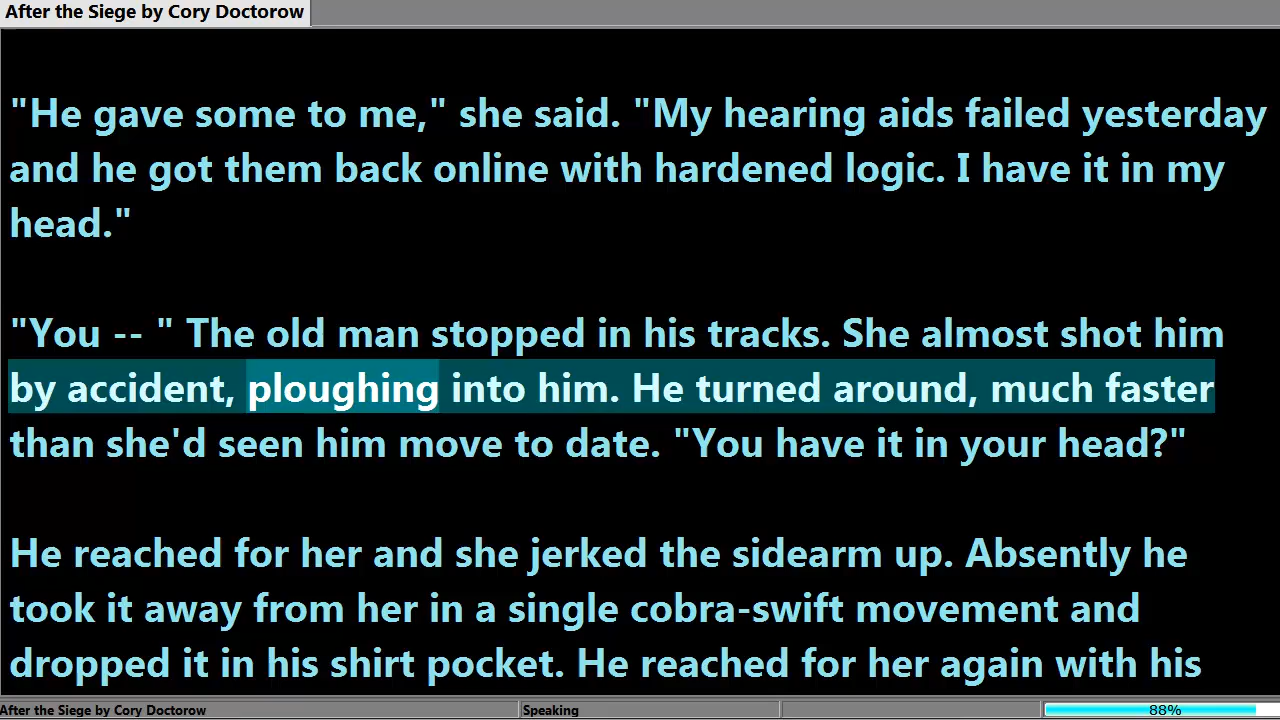 After the Siege by Cory Doctorow
"He gave some to me," she said. "My hearing aids failed yesterday
and he got them back online with hardened logic. I have it in my
head."
"You -- " The old man stopped in his tracks. She almost shot him
by accident, ploughing into him. He turned around, much faster
than she'd seen him move to date. "You have it in your head?"
He reached for her and she jerked the sidearm up. Absently he
took it away from her in a single cobra-swift movement and
dropped it in his shirt pocket. He reached for her again with his
After the Siege by Cory Doctorow Speaking 88%